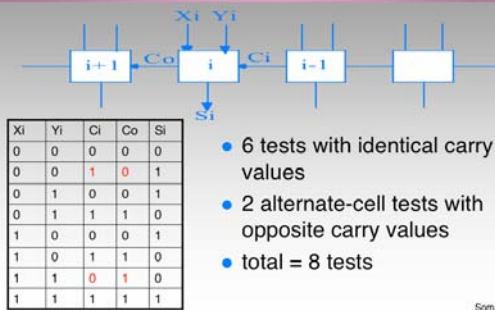 Xi Yi
i+1 Co i Ci i-1
Si
Xi Yi Ci Co Si
0 0 0 0 0
0 0 1 0 1
0 1 0 0 1
0 1 1 1 0
1 0 0 0 1
1 0 1 1 0
1 1 0 1 0
1 1 1 1 1
• 6 tests with identical carry
values
• 2 alternate-cell tests with
opposite carry values
• total = 8 tests
Som